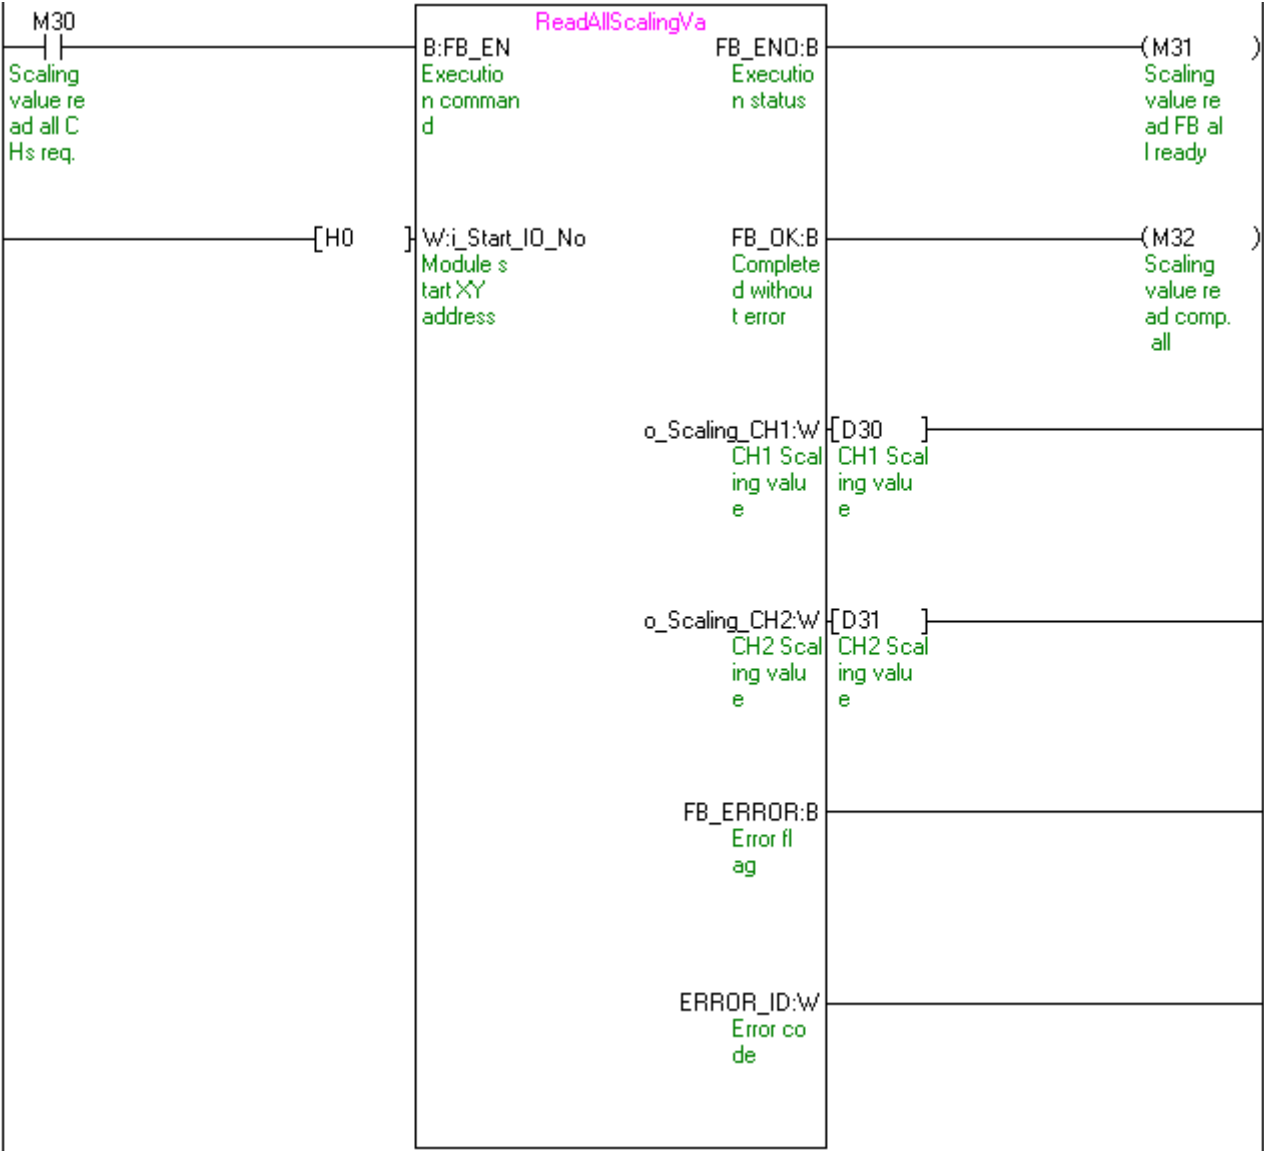 M30
ReadAllScalingVa
B:FB_EN
FB_ENO:B
(M31 )
Scaling
value re
ad all C
Hs req.
Executio
n comman
d
Executio
n status
Scaling
value re
ad FB al
l ready
[H0 ]
W:i_Start_IO_No
FB_OK:B
(M32 )
Module s
tart XY
address
Complete
d withou
t error
Scaling
value re
ad comp.
all
o_Scaling_CH1:W
[D30 ]
CH1 Scal
ing valu
e
CH1 Scal
ing valu
e
o_Scaling_CH2:W
[D31 ]
CH2 Scal
ing valu
e
CH2 Scal
ing valu
e
FB_ERROR:B
Error fl
ag
ERROR_ID:W
Error co
de